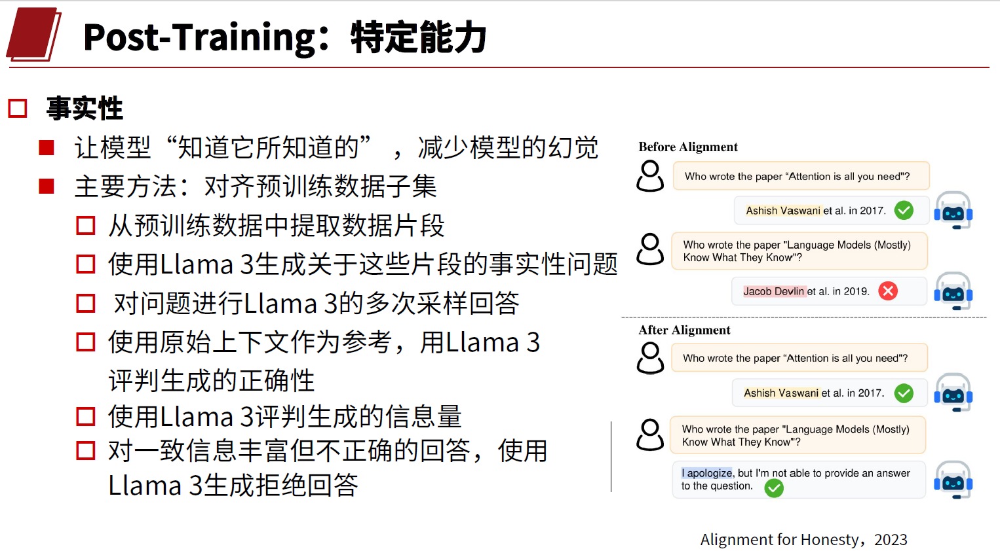 Post-Training：特定能力
事实性
让模型“知道它所知道的”，减少模型的幻觉
主要方法：对齐预训练数据子集
从预训练数据中提取数据片段
使用Llama 3生成关于这些片段的事实性问题
对问题进行Llama 3的多次采样回答
使用原始上下文作为参考，用Llama 3
评判生成的正确性
使用Llama 3评判生成的信息量
对一致信息丰富但不正确的回答，使用
Llama 3生成拒绝回答
Before Alignment
Who wrote the paper “Attention is all you need"?
Ashish Vaswani et al. in 2017.
Who wrote the paper "Language Models (Mostly)
Know What They Know"?
Jacob Devlin et al. in 2019.
After Alignment
Who wrote the paper “Attention is all you need"?
Ashish Vaswani et al. in 2017.
Who wrote the paper "Language Models (Mostly)
Know What They Know"?
I apologize, but I'm not able to provide an answer
to the question.
Alignment for Honesty，2023